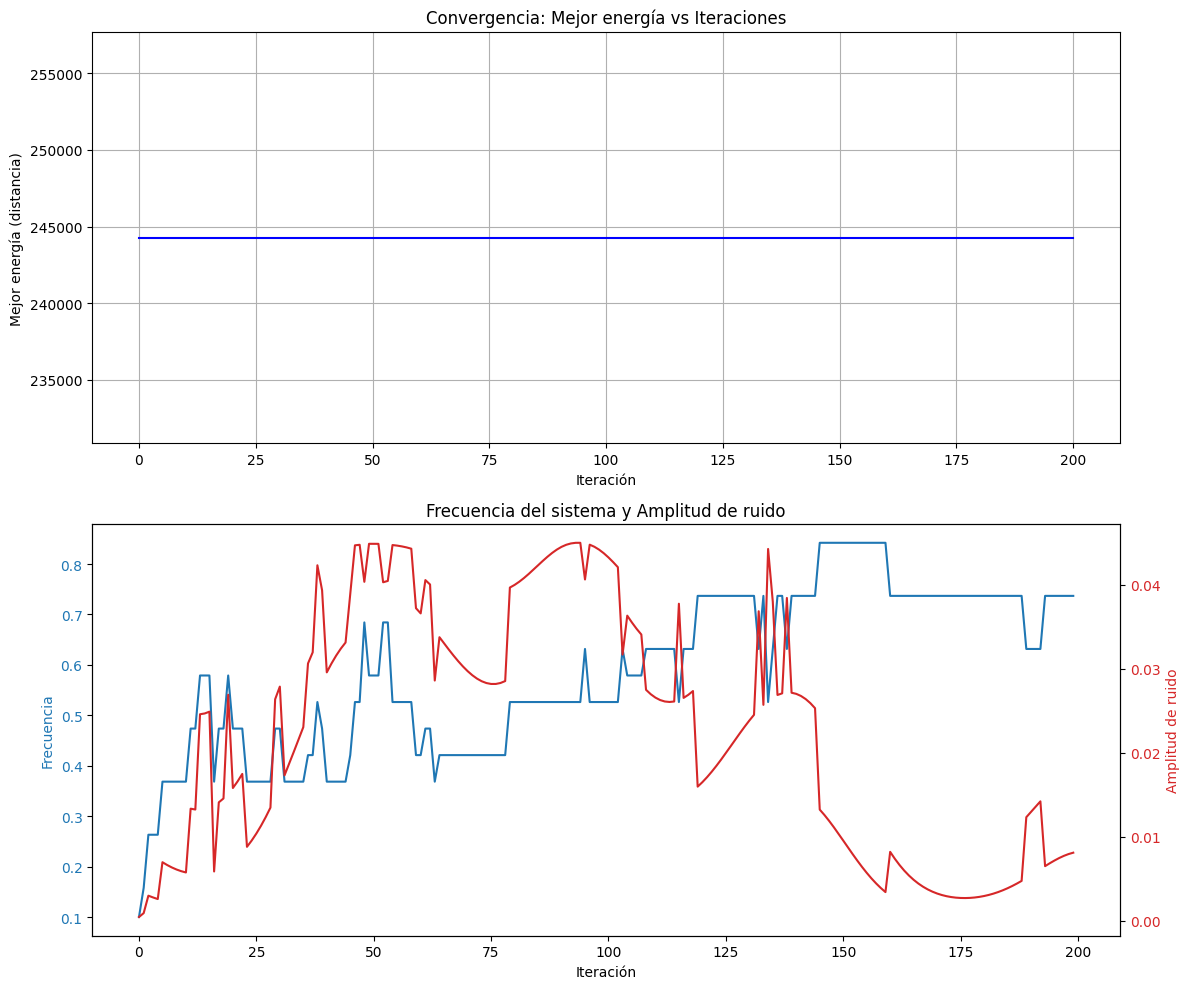 Convergencia: Mejor energía vs Iteraciones
Mejor energía (distancia)
255000
250000
245000
240000
235000
0 25 50 75 100 125 150 175 200
Iteración
Frecuencia del sistema y Amplitud de ruido
Frecuencia
0.8
0.7
0.6
0.5
0.4
0.3
0.2
0.1
0.04
0.03
0.02
0.01
0.00
Amplitud de ruido
0 25 50 75 100 125 150 175 200
Iteración